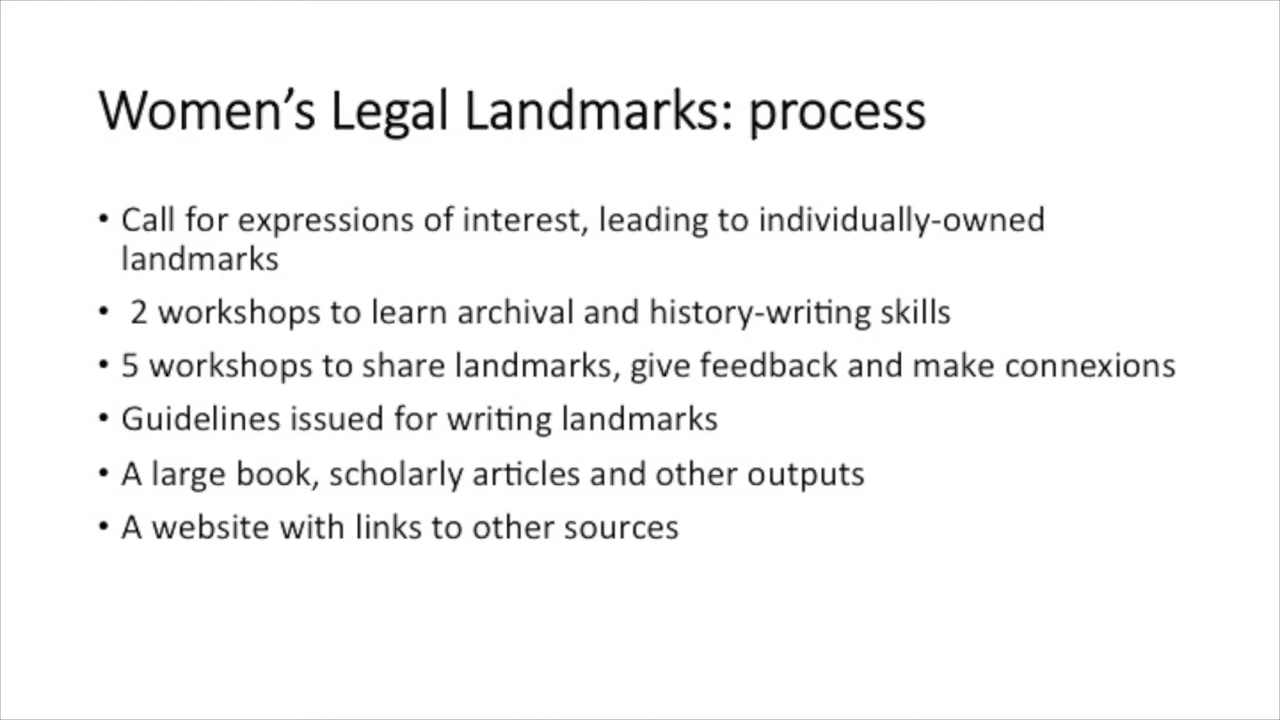 Women’s Legal Landmarks: process
• Call for expressions of interest, leading to individually-owned
landmarks
• 2 workshops to learn archival and history-writing skills
• 5 workshops to share landmarks, give feedback and make connexions
• Guidelines issued for writing landmarks
• A large book, scholarly articles and other outputs
• A website with links to other sources